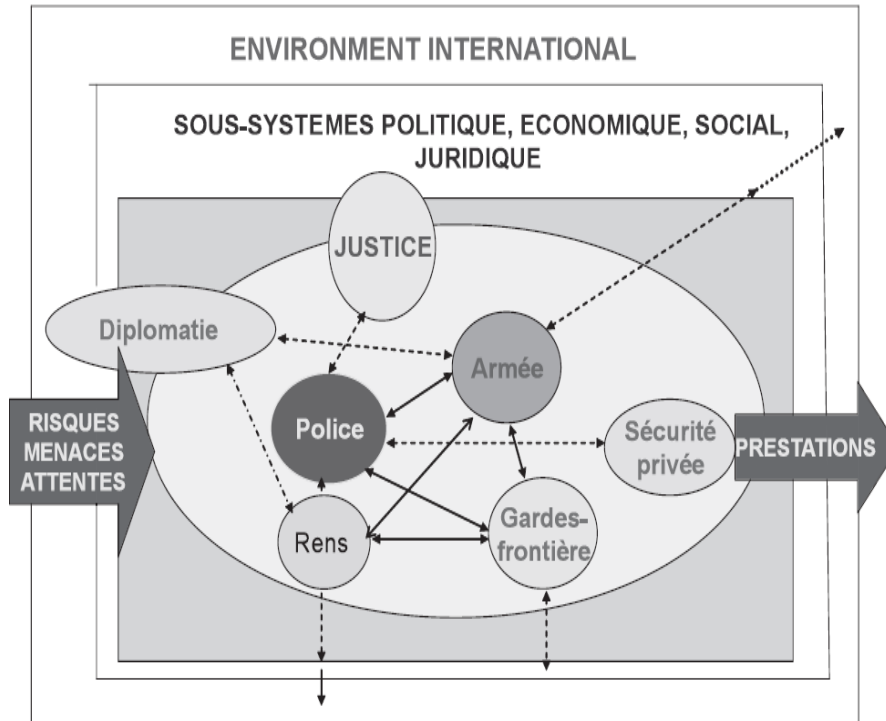 ENVIRONMENT INTERNATIONAL
SOUS-SYSTEMES POLITIQUE, ECONOMIQUE, SOCIAL,
JURIDIQUE
JUSTICE
Diplomatie
Armée
RISQUES
MENACES
ATTENTES
Police
Sécurité
privée
PRESTATIONS
Rens
Gardes-
frontière